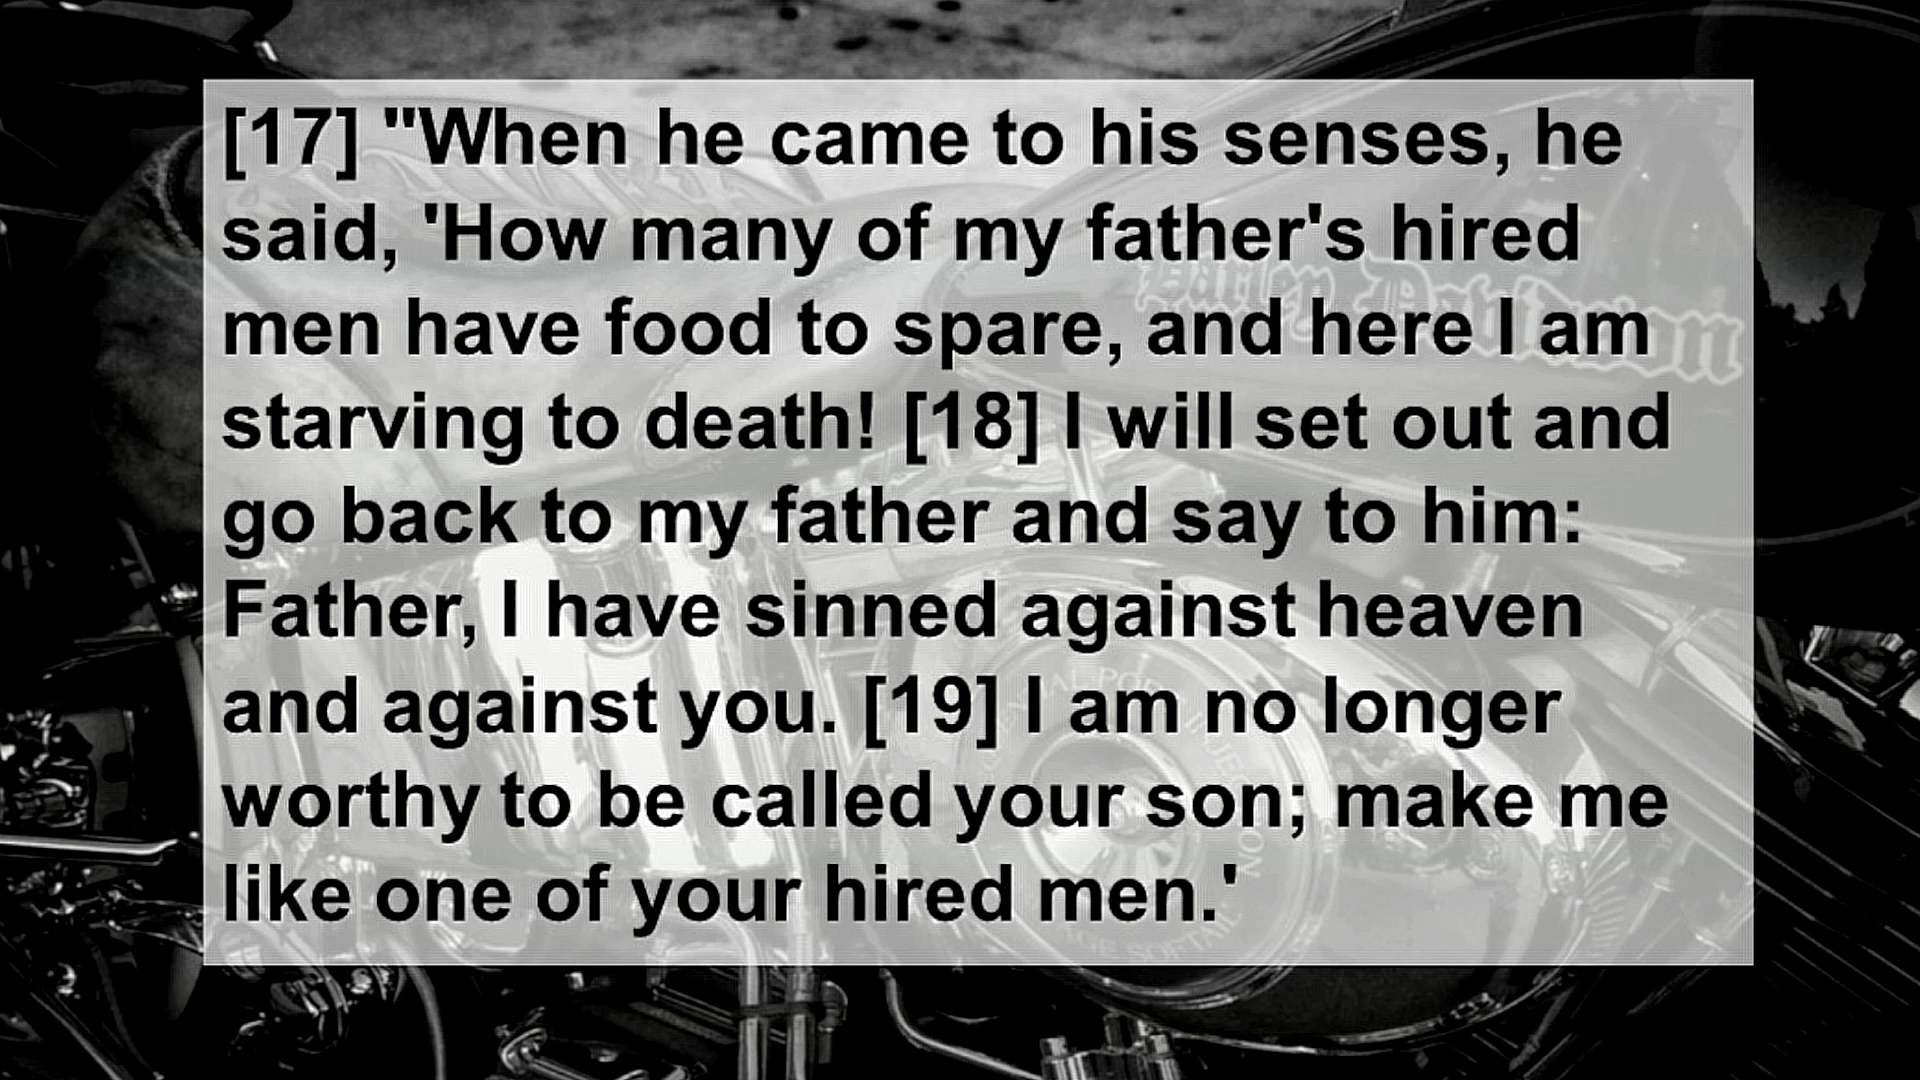 [17] "When he came to his senses, he
said, 'How many of my father's hired
men have food to spare, and here I am
starving to death! [18] I will set out and
go back to my father and say to him:
Father, I have sinned against heaven
and against you. [19] I am no longer
worthy to be called your son; make me
like one of your hired men.'
Harley-Davidson